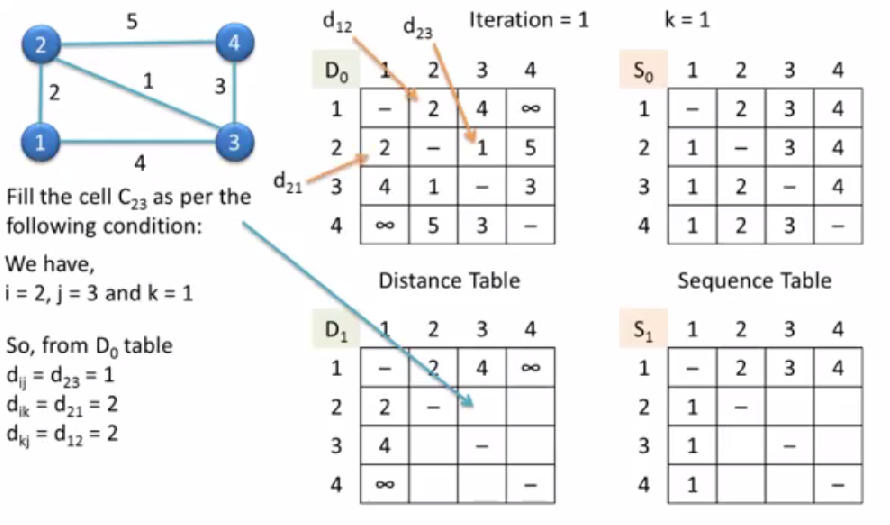 5
2
4
1
3
2
1
3
4
Fill the cell C23 as per the
following condition:
We have,
i = 2, j = 3 and k = 1
So, from D0 table
dij = d23 = 1
dik = d21 = 2
dkj = d12 = 2
d12
d23
Iteration = 1
k = 1
d21
D0 1 2 3 4
1 – 2 4 ∞
2 2 – 1 5
3 4 1 – 3
4 ∞ 5 3 –
Distance Table
S0 1 2 3 4
1 – 2 3 4
2 1 – 3 4
3 1 2 – 4
4 1 2 3 –
Sequence Table
D1 1 2 3 4
1 – 2 4 ∞
2 2 –
3 4 –
4 ∞ –
S1 1 2 3 4
1 – 2 3 4
2 1 –
3 1 –
4 1 –